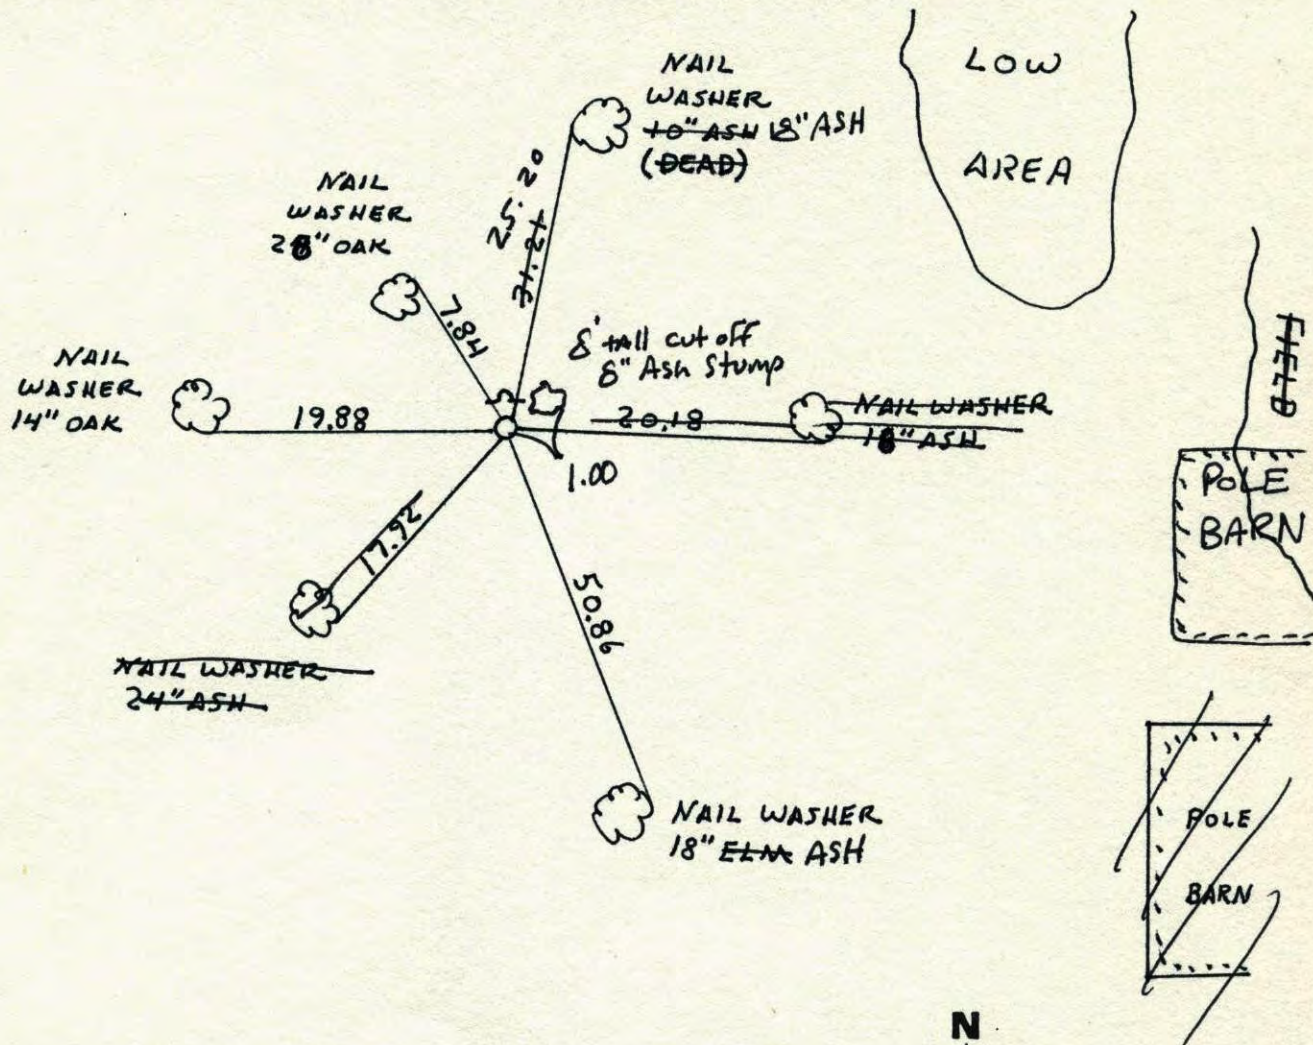 LOW
AREA
NAIL
WASHER
10" ASH 18" ASH
(DEAD)
25.20
31.21
NAIL
WASHER
28" OAK
7.84
8' tall cut off
8" Ash Stump
NAIL
WASHER
14" OAK
19.88
20.18
NAIL WASHER
18" ASH
1.00
FIELD
POLE
BARN
17.92
50.86
NAIL WASHER
24" ASH
NAIL WASHER
18" ELM ASH
POLE
BARN
N